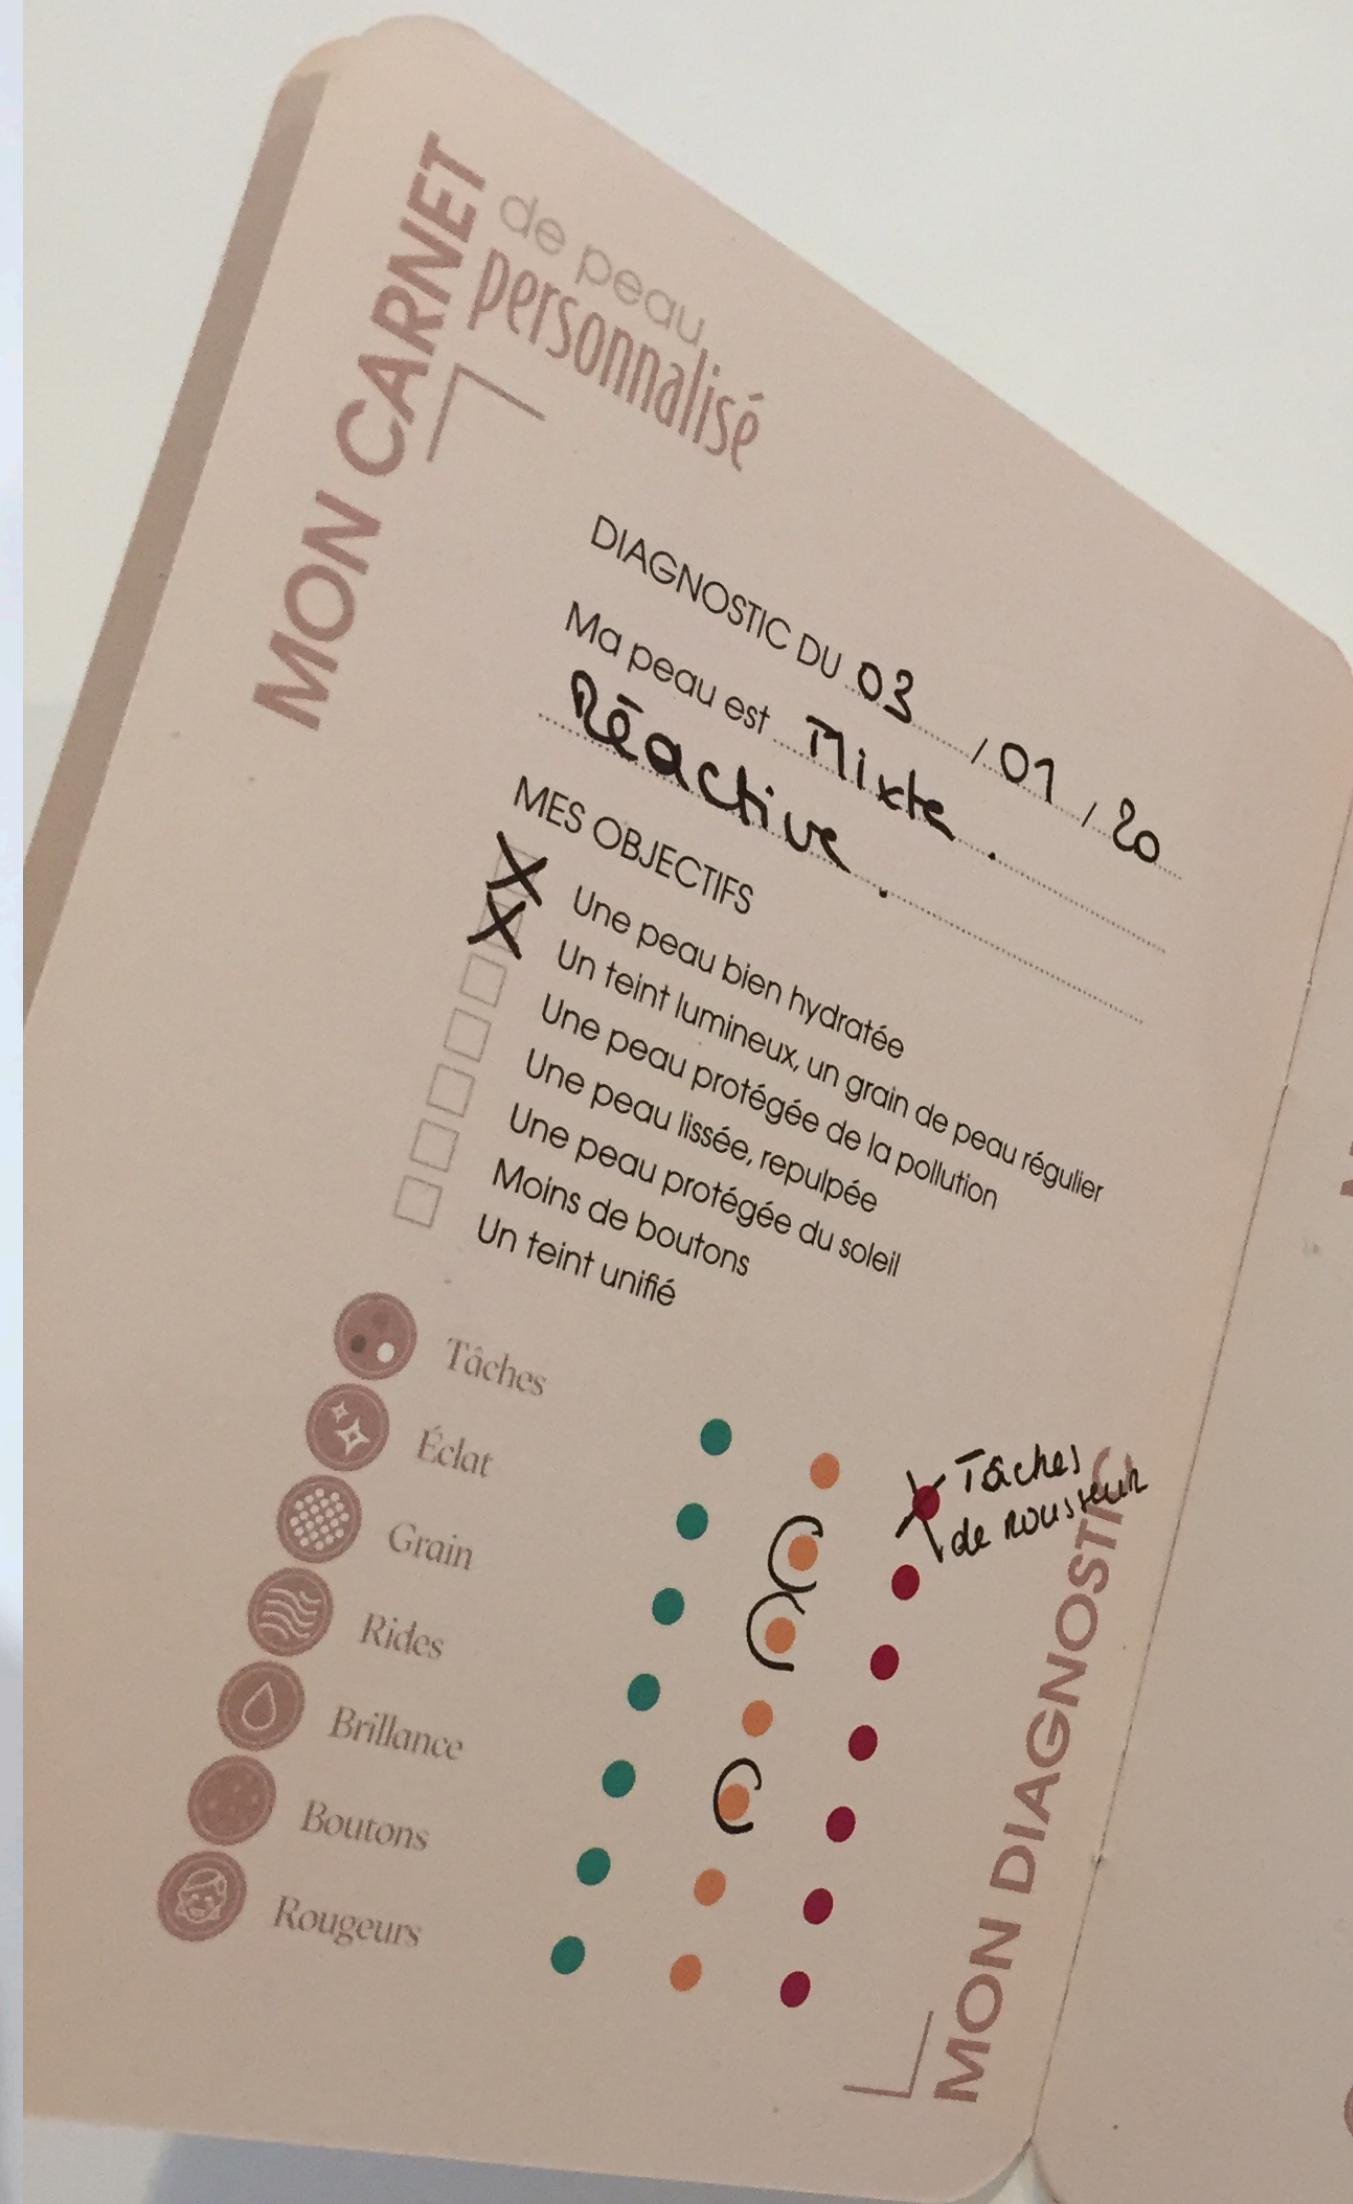 MON CARNET
de peau
personnalisé
DIAGNOSTIC DU 03 / 01 / 20
Ma peau est Mixte.
Réactive.
MES OBJECTIFS
X Une peau bien hydratée
X Un teint lumineux, un grain de peau régulier
Une peau protégée de la pollution
Une peau lissée, repulpée
Une peau protégée du soleil
Moins de boutons
Un teint unifié
Tâches
Tâches
de rousseur
Éclat
Grain
Rides
Brillance
Boutons
Rougeurs
MON DIAGNOSTIC